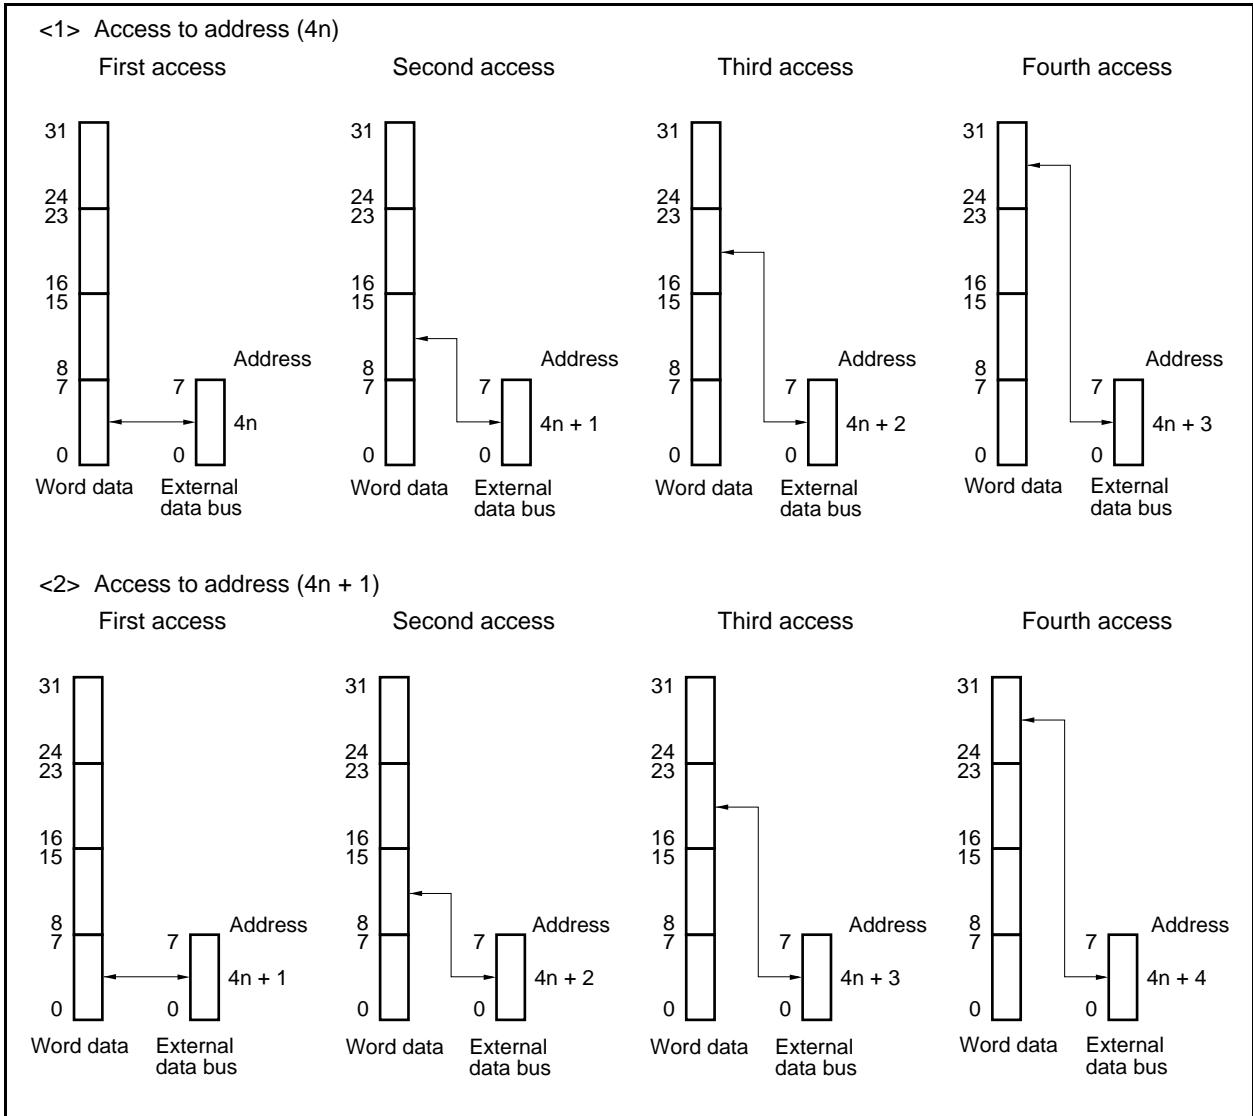 <1> Access to address (4n)
First access Second access Third access Fourth access
31 31 31 31
24 24 24 24
23 23 23 23
16 16 16 16
15 15 15 15
Address Address Address Address
8 8 8 8
7 7 7 7 7 7 7 7
4n 4n + 1 4n + 2 4n + 3
0 0 0 0 0 0 0 0
Word data External Word data External Word data External Word data External
data bus data bus data bus data bus
<2> Access to address (4n + 1)
First access Second access Third access Fourth access
31 31 31 31
24 24 24 24
23 23 23 23
16 16 16 16
15 15 15 15
8 Address 8 Address 8 Address 8 Address
7 7 7 7 7 7 7 7
4n + 1 4n + 2 4n + 3 4n + 4
0 0 0 0 0 0 0 0
Word data External Word data External Word data External Word data External
data bus data bus data bus data bus